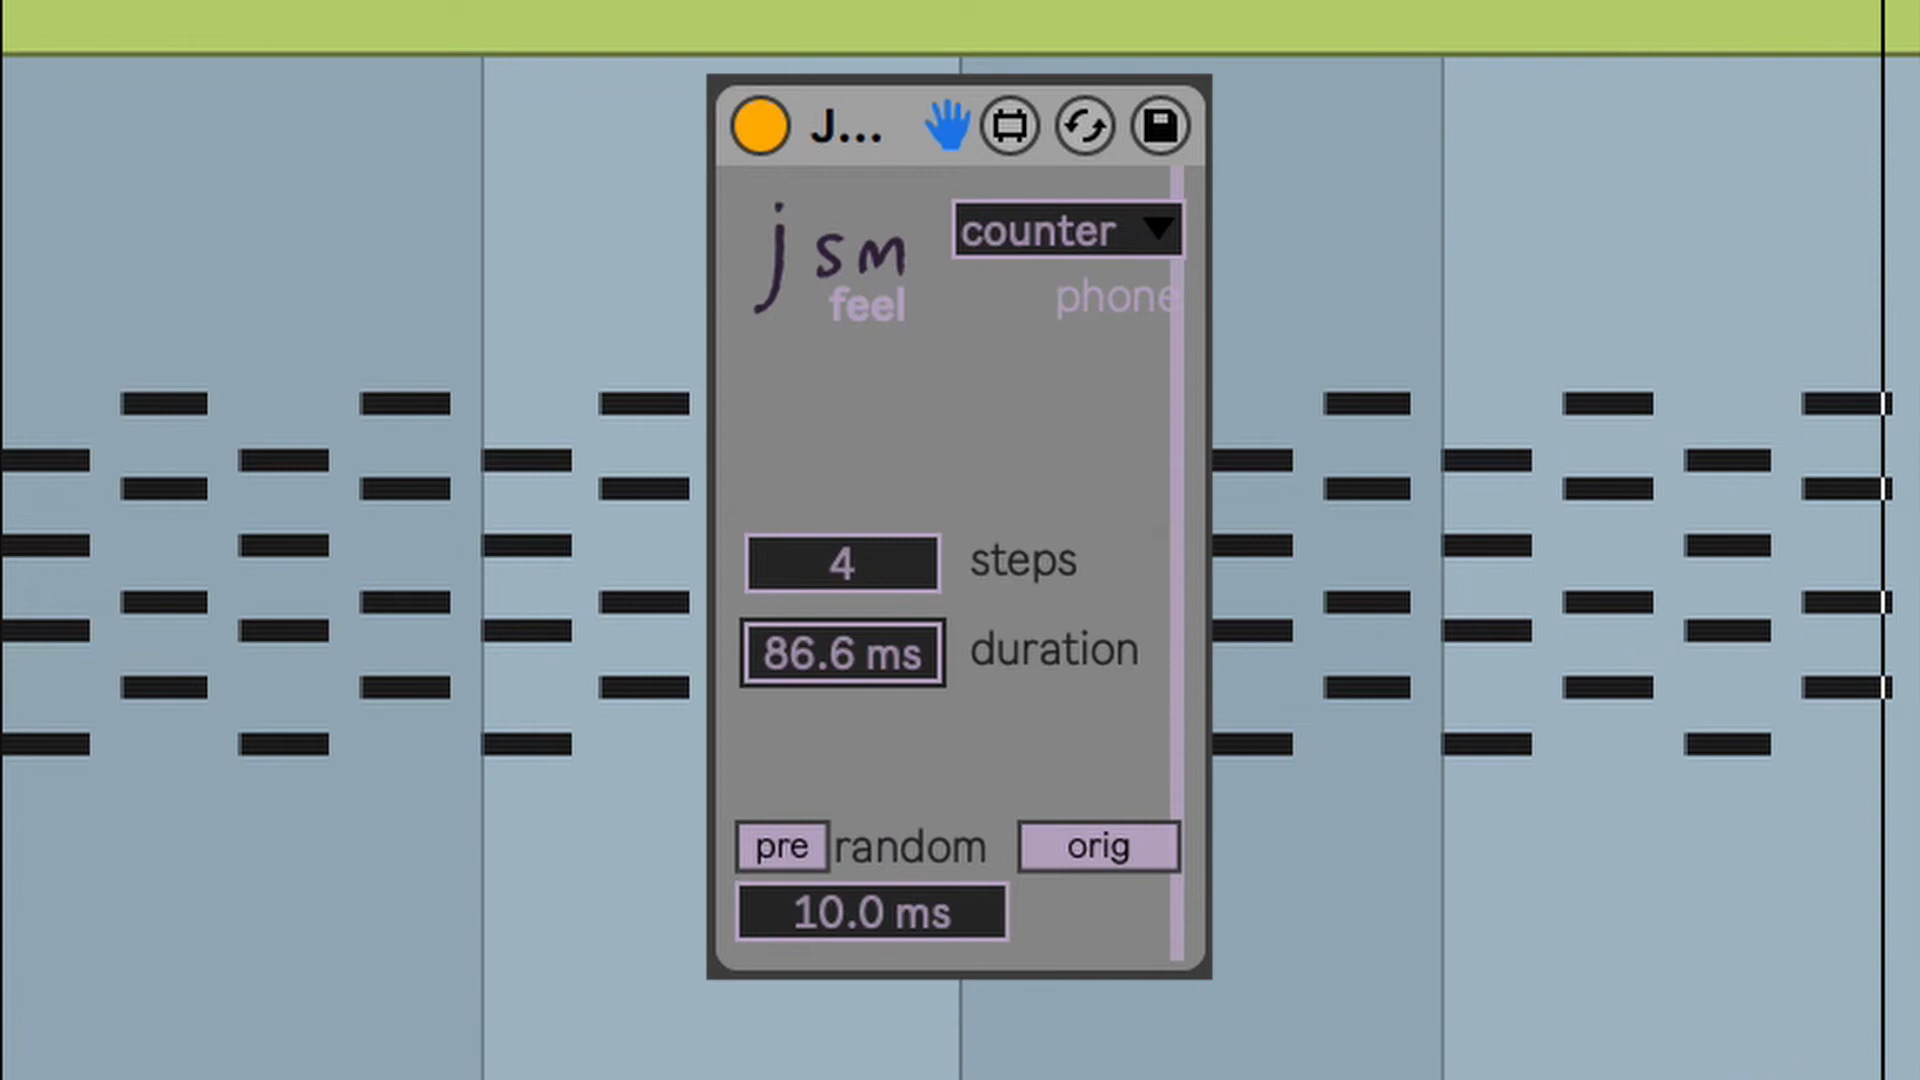 J...
jsm
counter
feel
phone
4 steps
86.6 ms duration
pre random orig
10.0 ms